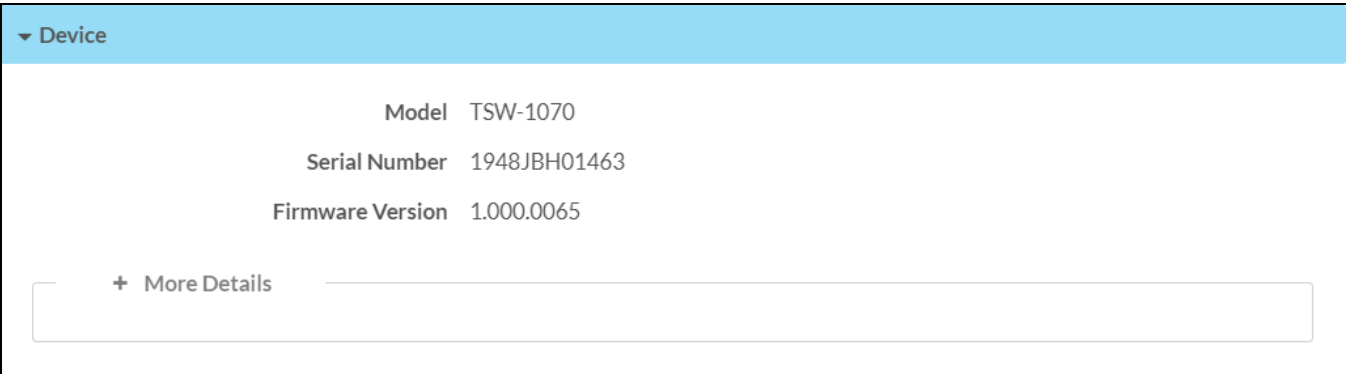 Device
Model TSW-1070
Serial Number 1948JBH01463
Firmware Version 1.000.0065
+ More Details